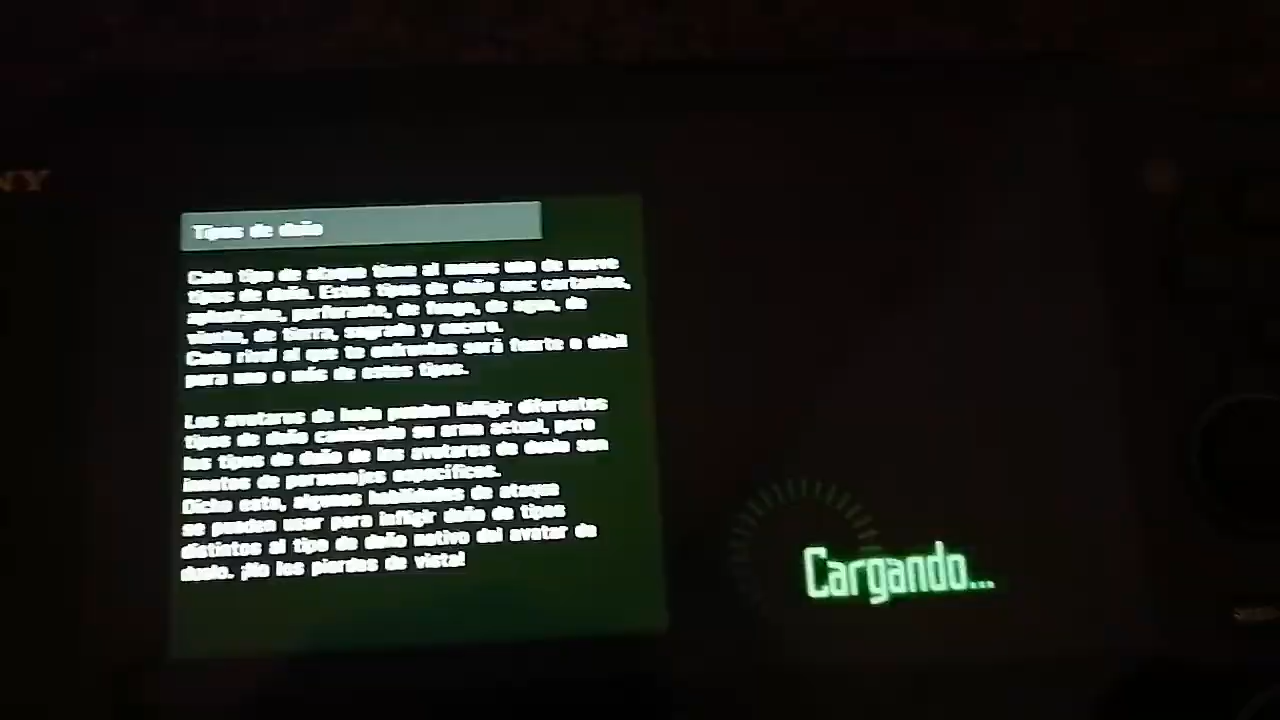 NY
Tipos de daño
Cada tipo de ataque tiene al menos uno de nueve
tipos de daño. Estos tipos de daño son: cortantes,
aplastante, perforante, de fuego, de agua, de
viento, de tierra, sagrado y oscuro.
Cada rival al que te enfrentes será fuerte o débil
para uno o más de estos tipos.
Los avatares de pueden infligir diferentes
tipos de daño cambiando su arma actual, pero
los tipos de daño de los avatares de duelo son
innatos de personajes específicos.
Dicho esto, algunas habilidades de ataque
se pueden usar para infligir daño de tipos
distintos al tipo de daño nativo del avatar de
duelo. ¡No los pierdas de vista!
Cargando...